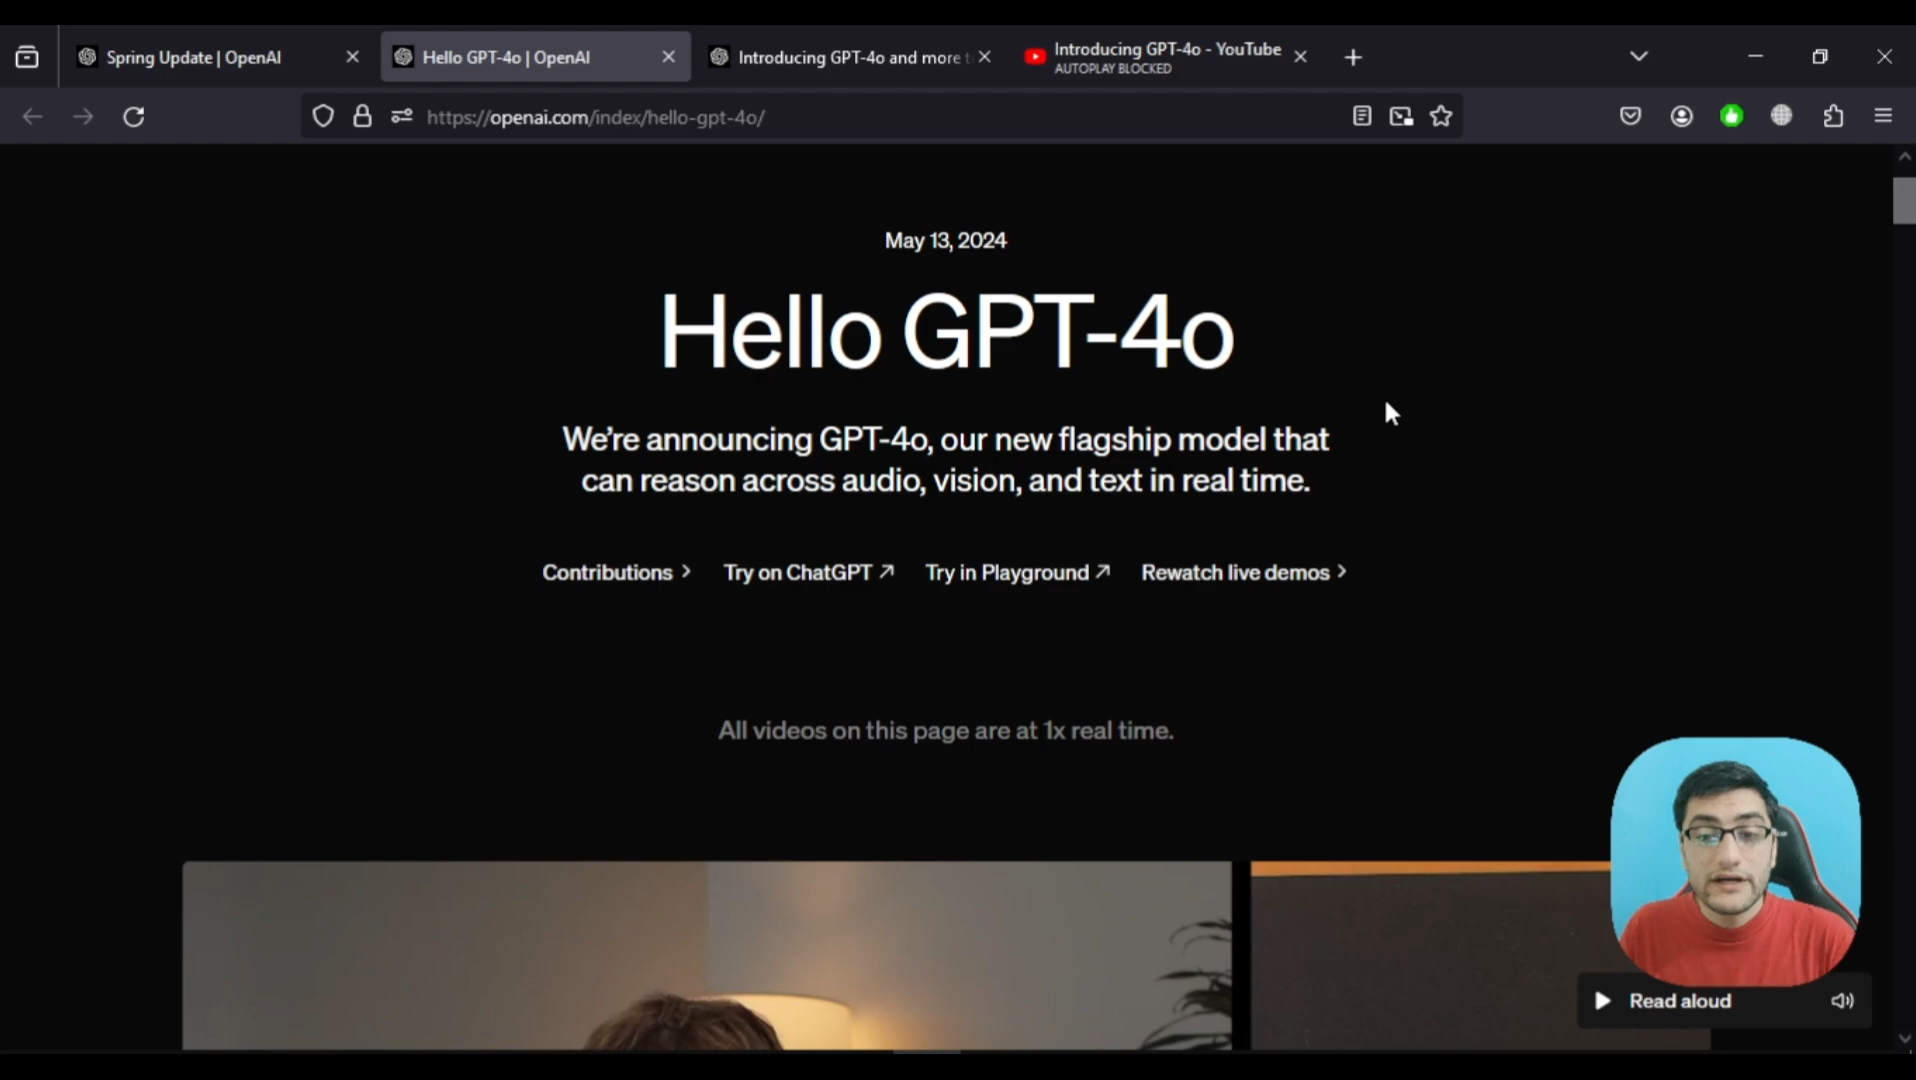 Spring Update | OpenAI
Hello GPT-4o | OpenAI
Introducing GPT-4o and more t
Introducing GPT-4o - YouTube
AUTOPLAY BLOCKED
https://openai.com/index/hello-gpt-4o/
May 13, 2024
Hello GPT-4o
We’re announcing GPT-4o, our new flagship model that
can reason across audio, vision, and text in real time.
Contributions
Try on ChatGPT
Try in Playground
Rewatch live demos
All videos on this page are at 1x real time.
Read aloud